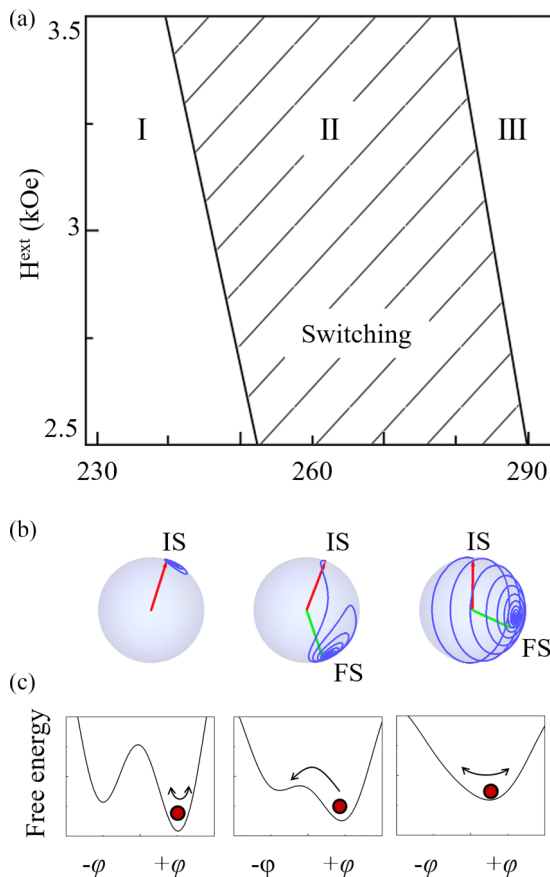 (a)
3.5
I
II
III
H^ext (kOe)
3
Switching
2.5
230
260
290
(b)
IS
IS
IS
FS
FS
(c)
Free energy
-φ
+φ
-φ
+φ
-φ
+φ